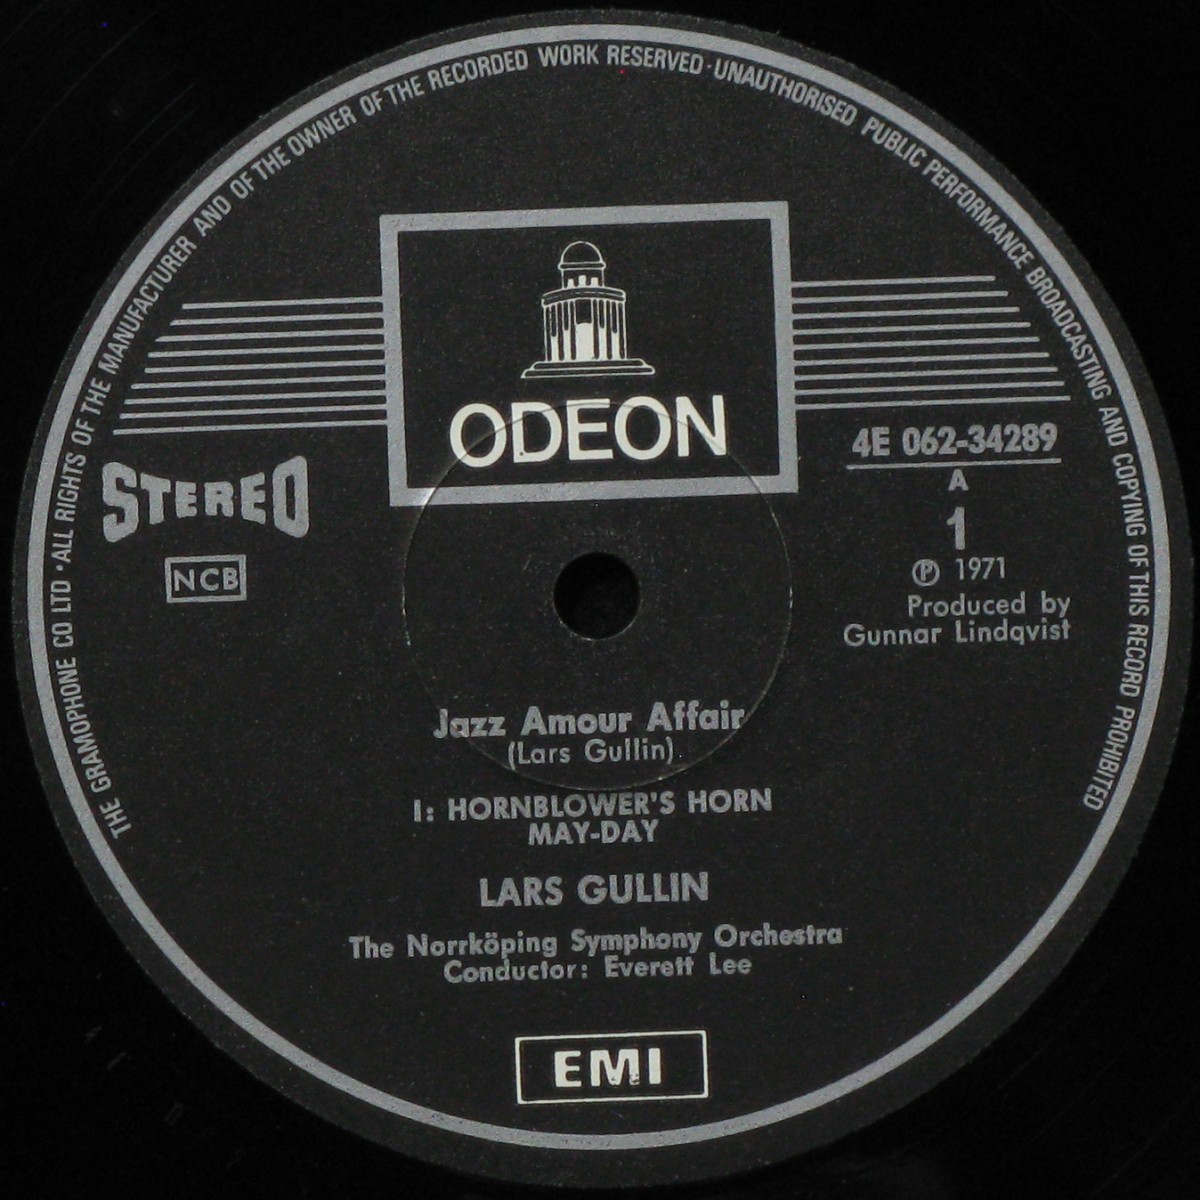 THE GRAMOPHONE CO LTD · ALL RIGHTS OF THE MANUFACTURER AND OF THE OWNER OF THE RECORDED WORK RESERVED · UNAUTHORISED PUBLIC PERFORMANCE BROADCASTING AND COPYING OF THIS RECORD PROHIBITED
ODEON
STEREO
NCB
4E 062-34289
A
1
℗ 1971
Produced by
Gunnar Lindqvist
Jazz Amour Affair
(Lars Gullin)
I: HORNBLOWER'S HORN
MAY-DAY
LARS GULLIN
The Norrköping Symphony Orchestra
Conductor: Everett Lee
EMI